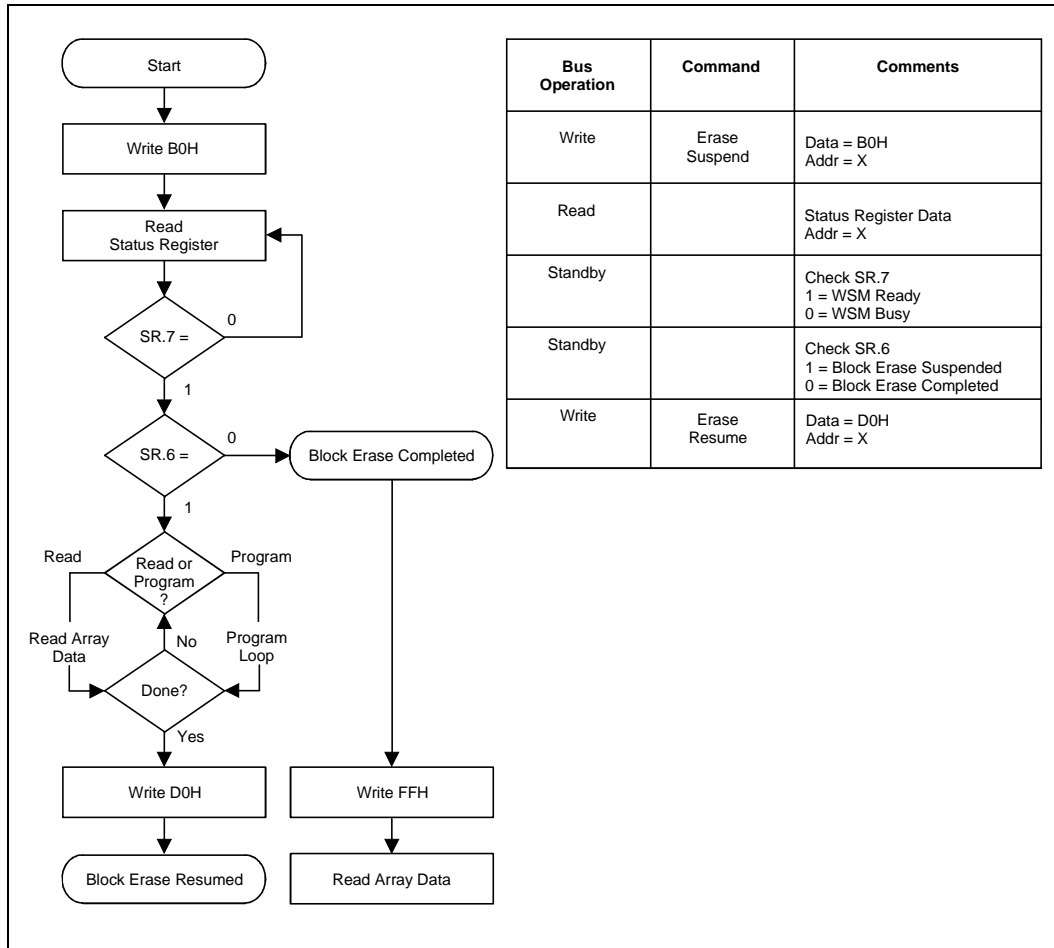 Start
Write B0H
Read
Status Register
0
SR.7 =
1
0
SR.6 =
Block Erase Completed
1
Read
Read or
Program
?
Program
Read Array
Data
No
Program
Loop
Done?
Yes
Write D0H
Write FFH
Block Erase Resumed
Read Array Data
Bus
Operation
Command
Comments
Write
Erase
Suspend
Data = B0H
Addr = X
Read
Status Register Data
Addr = X
Standby
Check SR.7
1 = WSM Ready
0 = WSM Busy
Standby
Check SR.6
1 = Block Erase Suspended
0 = Block Erase Completed
Write
Erase
Resume
Data = D0H
Addr = X